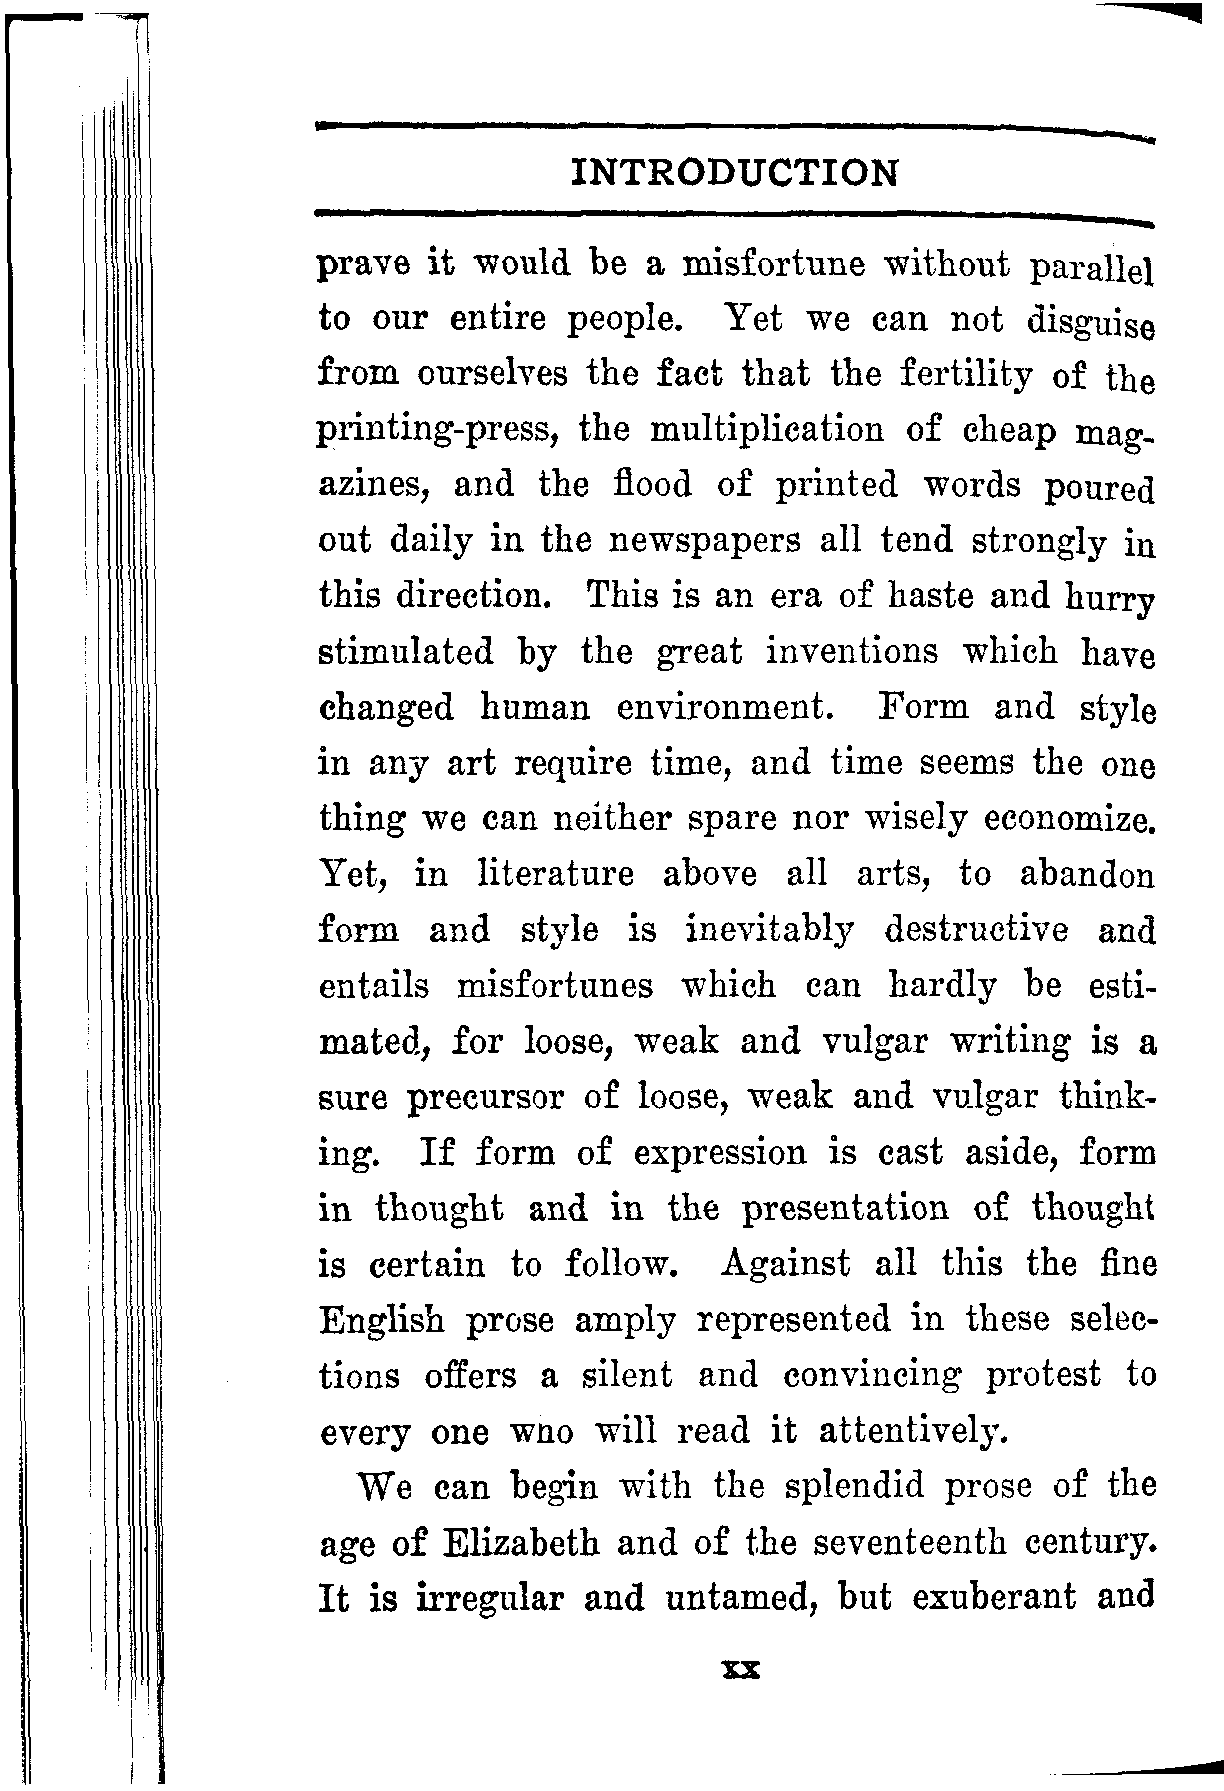 INTRODUCTION
prave it would be a misfortune without parallel
to our entire people. Yet we can not disguise
from ourselves the fact that the fertility of the
printing-press, the multiplication of cheap mag-
azines, and the flood of printed words poured
out daily in the newspapers all tend strongly in
this direction. This is an era of haste and hurry
stimulated by the great inventions which have
changed human environment. Form and style
in any art require time, and time seems the one
thing we can neither spare nor wisely economize.
Yet, in literature above all arts, to abandon
form and style is inevitably destructive and
entails misfortunes which can hardly be esti-
mated, for loose, weak and vulgar writing is a
sure precursor of loose, weak and vulgar think-
ing. If form of expression is cast aside, form
in thought and in the presentation of thought
is certain to follow. Against all this the fine
English prose amply represented in these selec-
tions offers a silent and convincing protest to
every one who will read it attentively.
We can begin with the splendid prose of the
age of Elizabeth and of the seventeenth century.
It is irregular and untamed, but exuberant and
xx